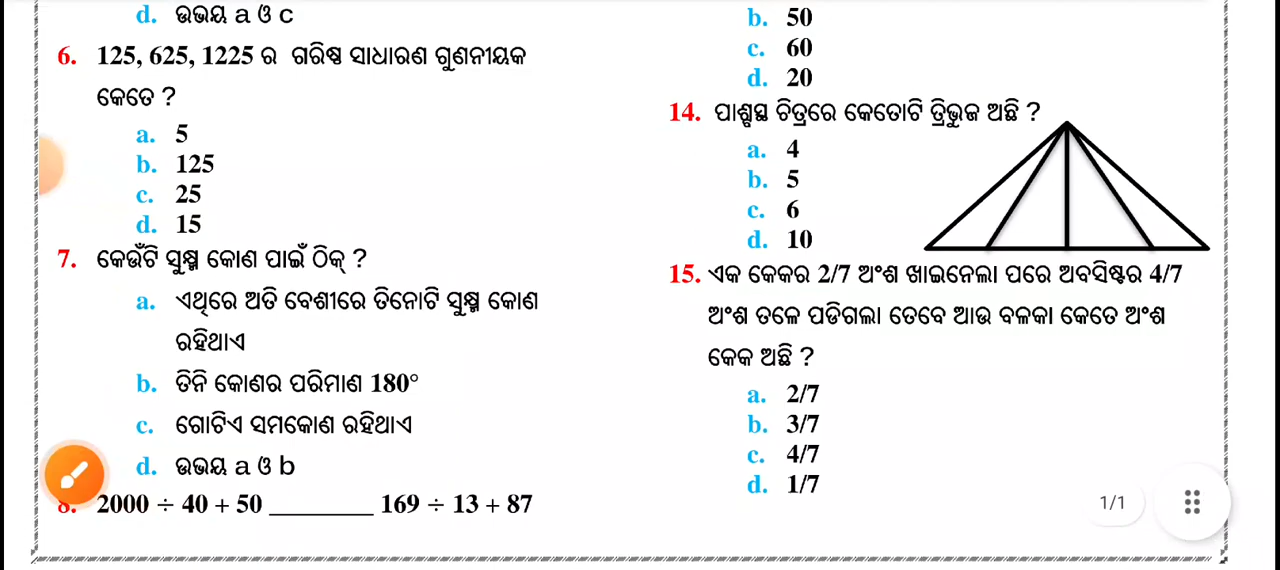 d. ଉଭୟ a ଓ c
6. 125, 625, 1225 ର ଗରିଷ୍ଠ ସାଧାରଣ ଗୁଣନୀୟକ
କେତେ ?
a. 5
b. 125
c. 25
d. 15
7. କେଉଁଟି ସୁକ୍ଷ୍ମ କୋଣ ପାଇଁ ଠିକ୍ ?
a. ଏଥିରେ ଅତି ବେଶୀରେ ତିନୋଟି ସୁକ୍ଷ୍ମ କୋଣ
ରହିଥାଏ
b. ତିନି କୋଣର ପରିମାଣ 180°
c. ଗୋଟିଏ ସମକୋଣ ରହିଥାଏ
d. ଉଭୟ a ଓ b
8. 2000 ÷ 40 + 50 ________ 169 ÷ 13 + 87
b. 50
c. 60
d. 20
14. ପାଶ୍ଵସ୍ଥ ଚିତ୍ରରେ କେତୋଟି ତ୍ରିଭୁଜ ଅଛି ?
a. 4
b. 5
c. 6
d. 10
15. ଏକ କେକର 2/7 ଅଂଶ ଖାଇନେଲା ପରେ ଅବସିଷ୍ଟର 4/7
ଅଂଶ ତଳେ ପଡିଗଲା ତେବେ ଆଉ ବଳକା କେତେ ଅଂଶ
କେକ ଅଛି ?
a. 2/7
b. 3/7
c. 4/7
d. 1/7
1/1